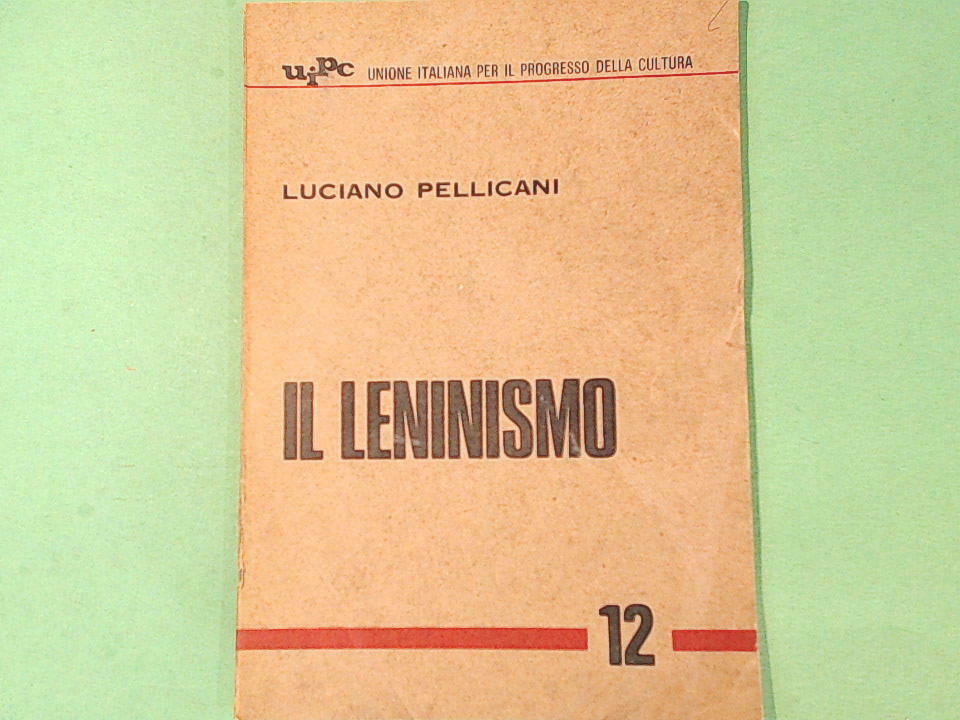 uipc UNIONE ITALIANA PER IL PROGRESSO DELLA CULTURA
LUCIANO PELLICANI
IL LENINISMO
12